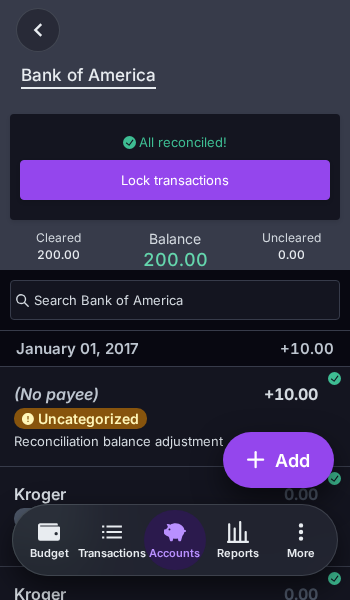 Bank of America
All reconciled!
Lock transactions
Cleared
Balance
Uncleared
200.00
200.00
0.00
Search Bank of America
January 01, 2017
+10.00
(No payee)
+10.00
Uncategorized
Reconciliation balance adjustment
Add
Kroger
0.00
Budget
Transactions
Accounts
Reports
More
Kroger
0.00